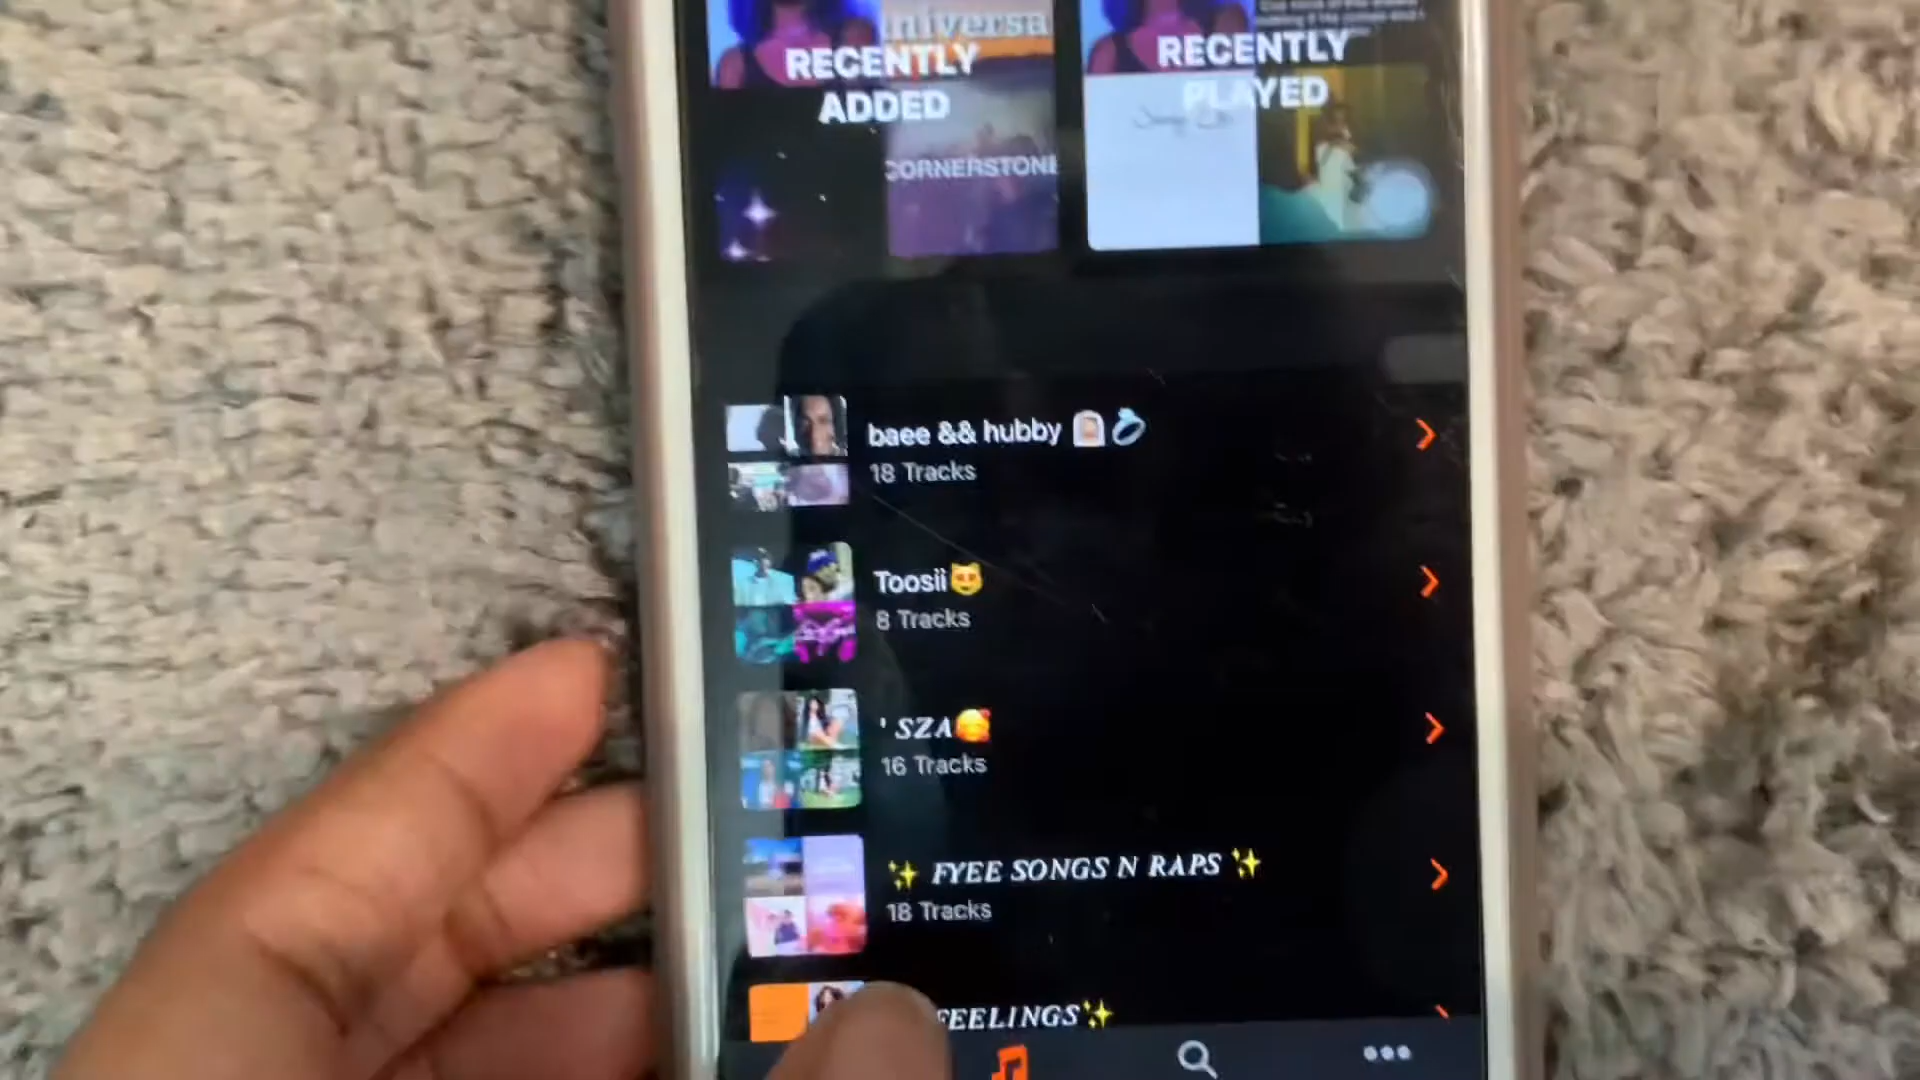 RECENTLY
ADDED
CORNERSTONE
RECENTLY
PLAYED
baee && hubby 👰🏼💍
18 Tracks
Toosii😻
8 Tracks
' SZA🥰
16 Tracks
✨ FYEE SONGS N RAPS ✨
18 Tracks
FEELINGS✨